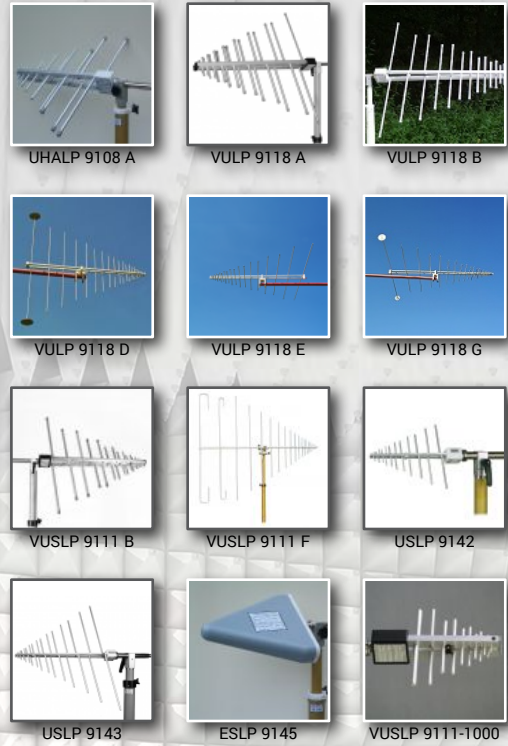 UHALP 9108 A
VULP 9118 A
VULP 9118 B
VULP 9118 D
VULP 9118 E
VULP 9118 G
VUSLP 9111 B
VUSLP 9111 F
USLP 9142
USLP 9143
ESLP 9145
VUSLP 9111-1000